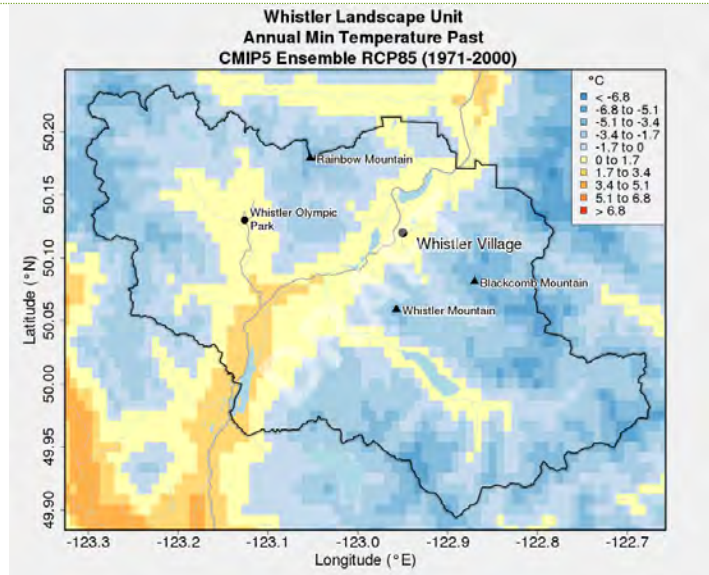 Whistler Landscape Unit
Annual Min Temperature Past
CMIP5 Ensemble RCP85 (1971-2000)
°C
< -6.8
-6.8 to -5.1
-5.1 to -3.4
-3.4 to -1.7
-1.7 to 0
0 to 1.7
1.7 to 3.4
3.4 to 5.1
5.1 to 6.8
> 6.8
Rainbow Mountain
Whistler Olympic
Park
Whistler Village
Blackcomb Mountain
Whistler Mountain
Latitude (°N)
50.20
50.15
50.10
50.05
50.00
49.95
49.90
-123.3 -123.2 -123.1 -123.0 -122.9 -122.8 -122.7
Longitude (°E)